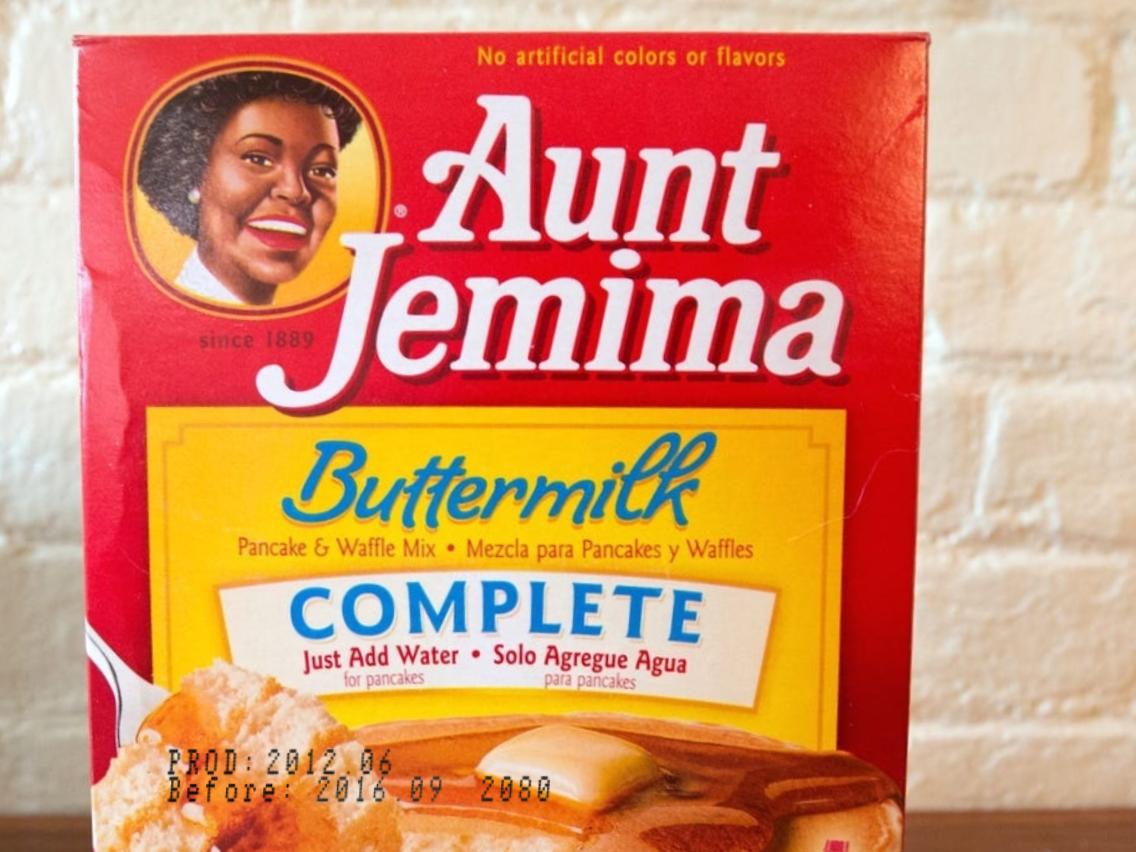 No artificial colors or flavors
Aunt
Jemima
®
since 1889
Buttermilk
Pancake & Waffle Mix • Mezcla para Pancakes y Waffles
COMPLETE
Just Add Water • Solo Agregue Agua
for pancakes para pancakes
PROD: 2012.06
Before: 2016.09 2080